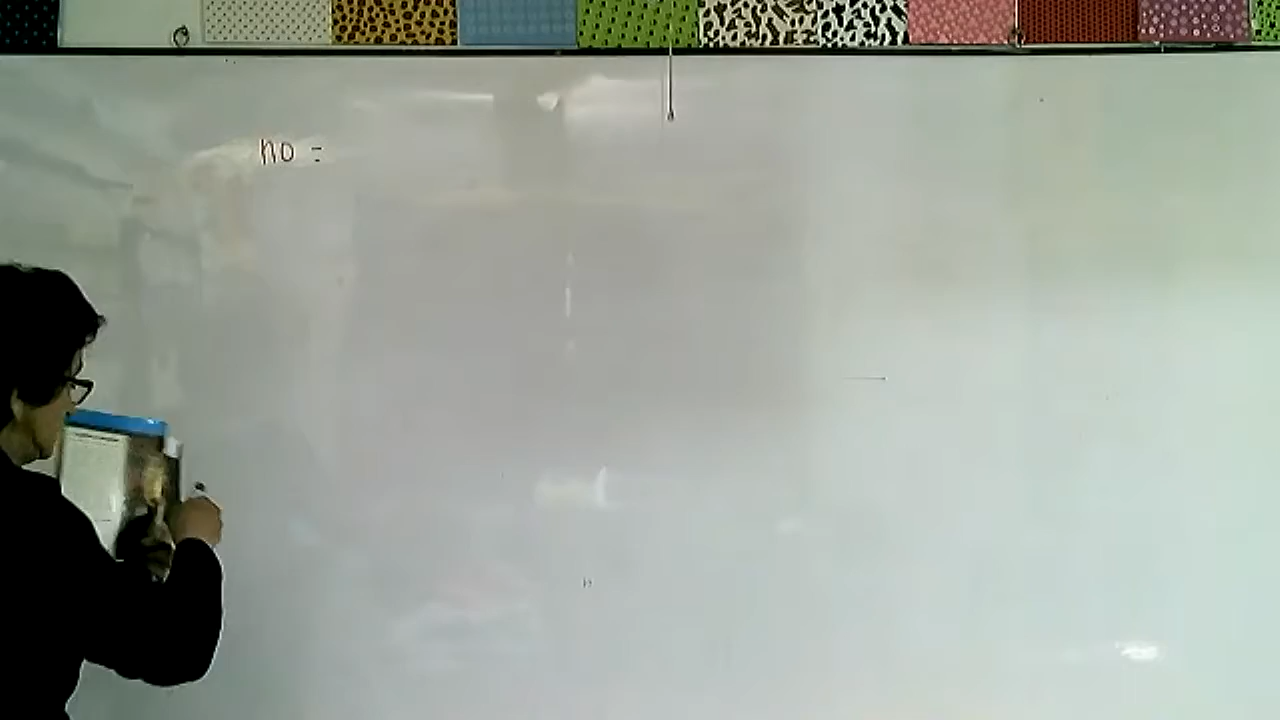 no =